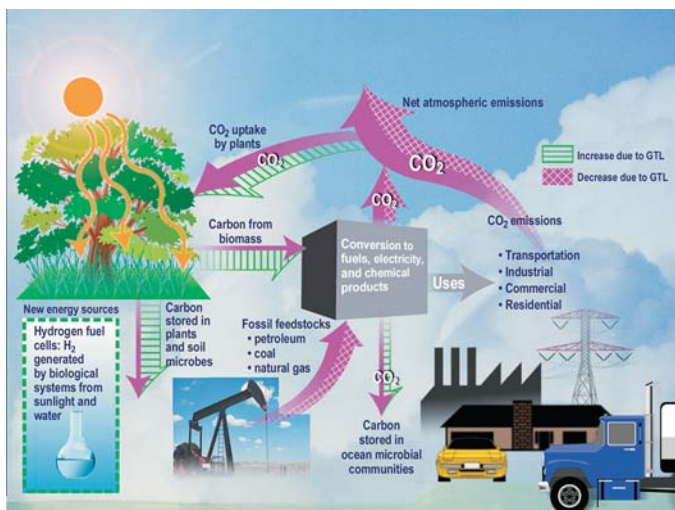 Net atmospheric emissions
CO2 uptake
by plants
CO2
CO2
CO2
Increase due to GTL
Decrease due to GTL
CO2 emissions
• Transportation
• Industrial
• Commercial
• Residential
Carbon from
biomass
Conversion to
fuels, electricity,
and chemical
products
Uses
New energy sources
Hydrogen fuel
cells: H2
generated
by biological
systems from
sunlight and
water
Carbon
stored in
plants
and soil
microbes
Fossil feedstocks
• petroleum
• coal
• natural gas
CO2
Carbon
stored in
ocean microbial
communities